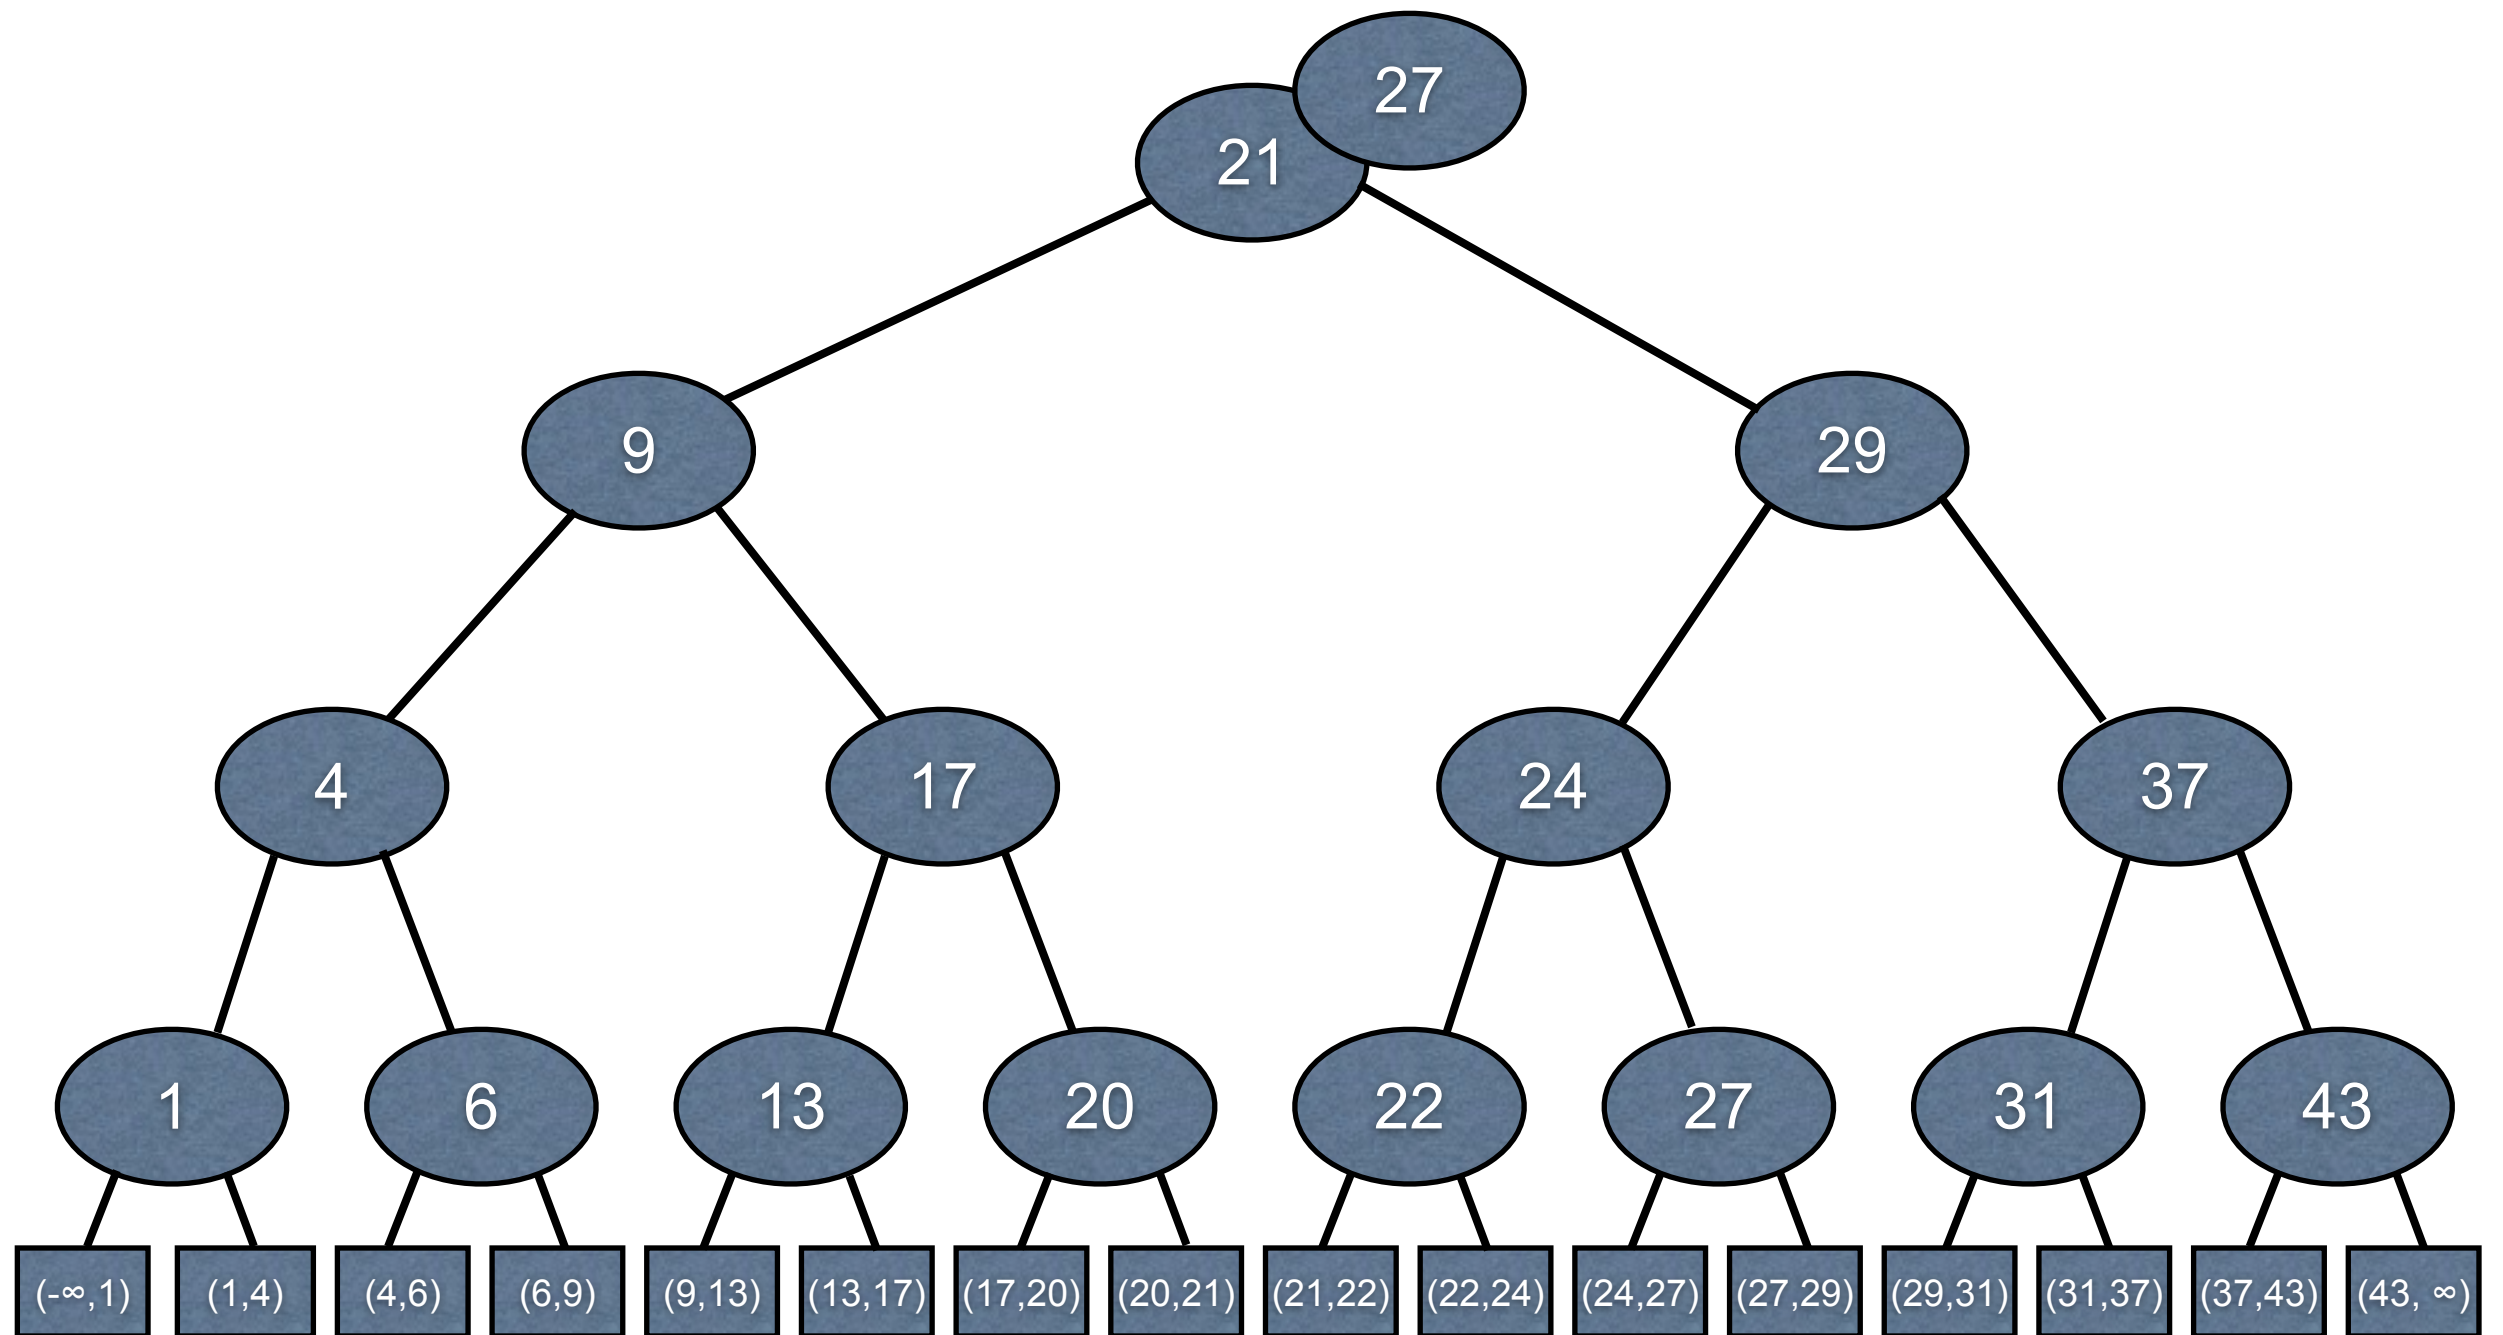 27
21
9 29
4 17 24 37
1 6 13 20 22 27 31 43
(-∞,1) (1,4) (4,6) (6,9) (9,13) (13,17) (17,20) (20,21) (21,22) (22,24) (24,27) (27,29) (29,31) (31,37) (37,43) (43, ∞)